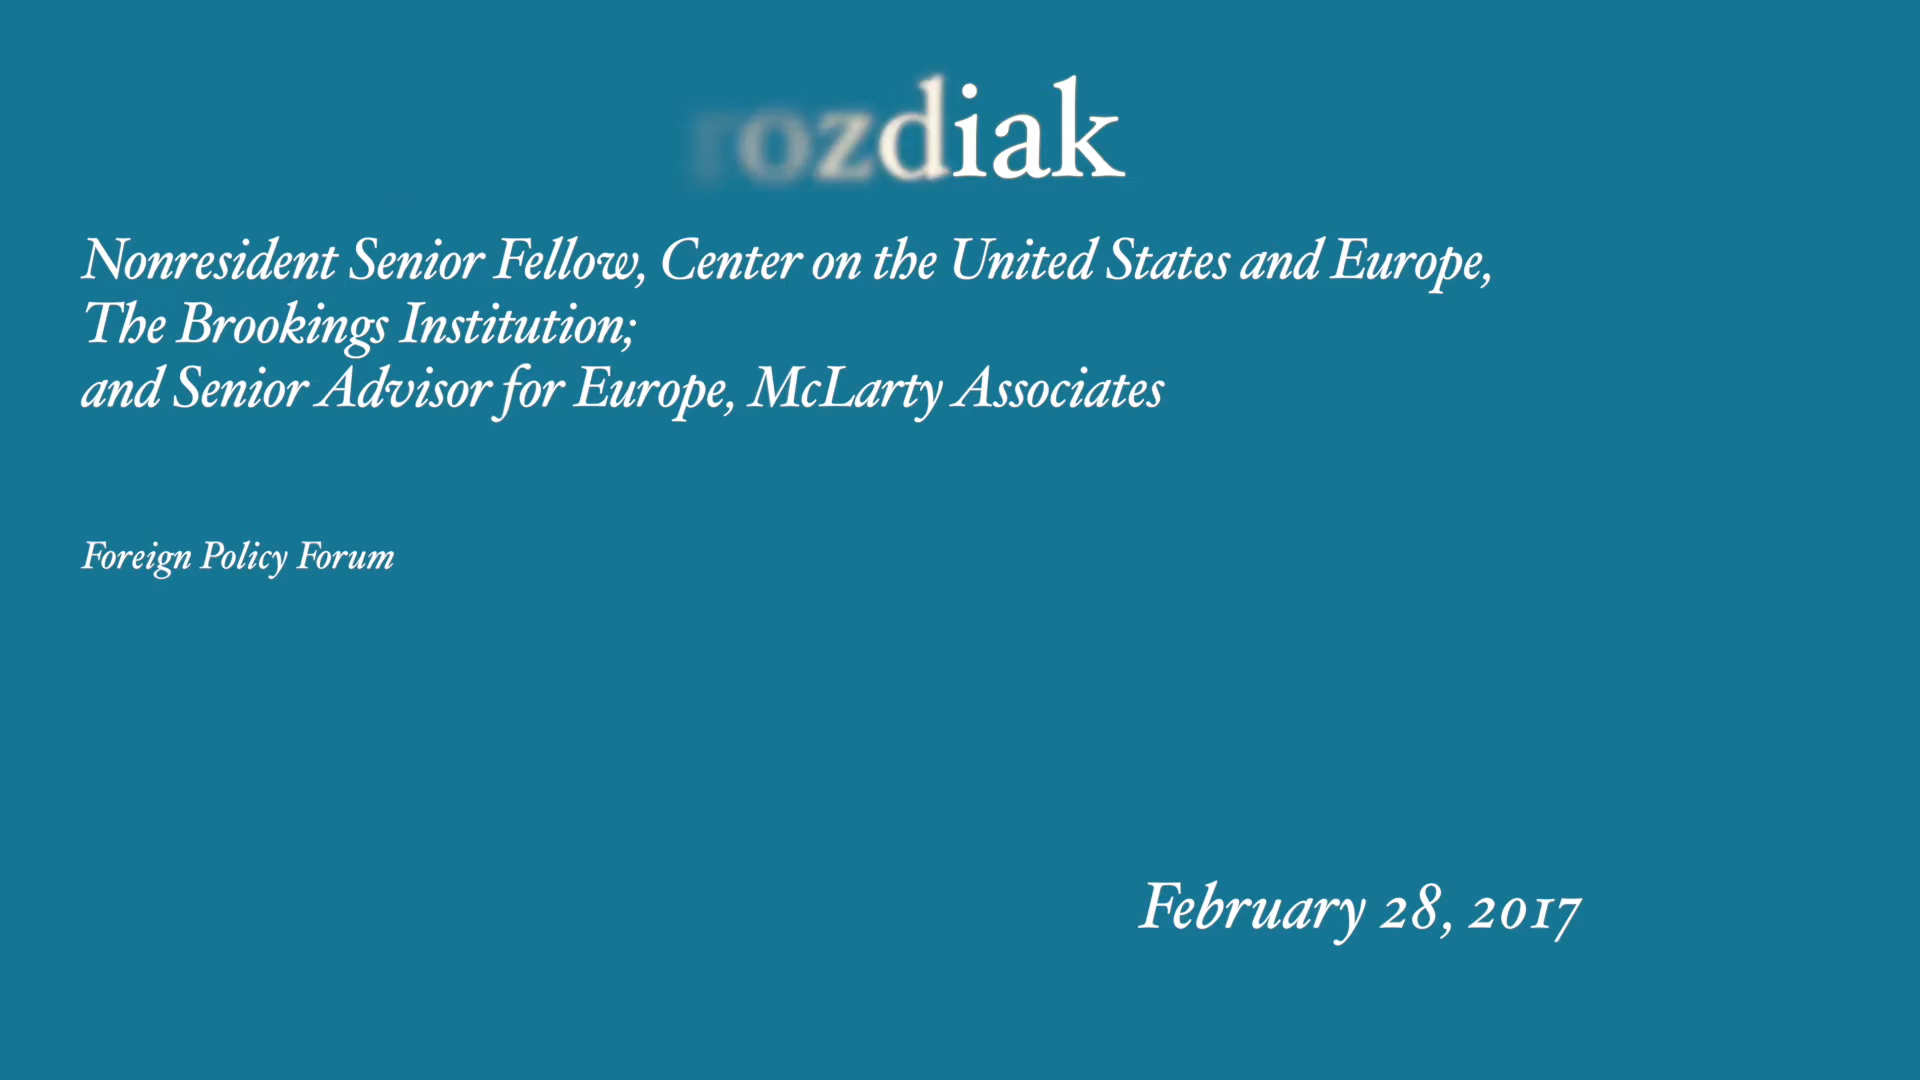 rozdiak
Nonresident Senior Fellow, Center on the United States and Europe,
The Brookings Institution;
and Senior Advisor for Europe, McLarty Associates
Foreign Policy Forum
February 28, 2017